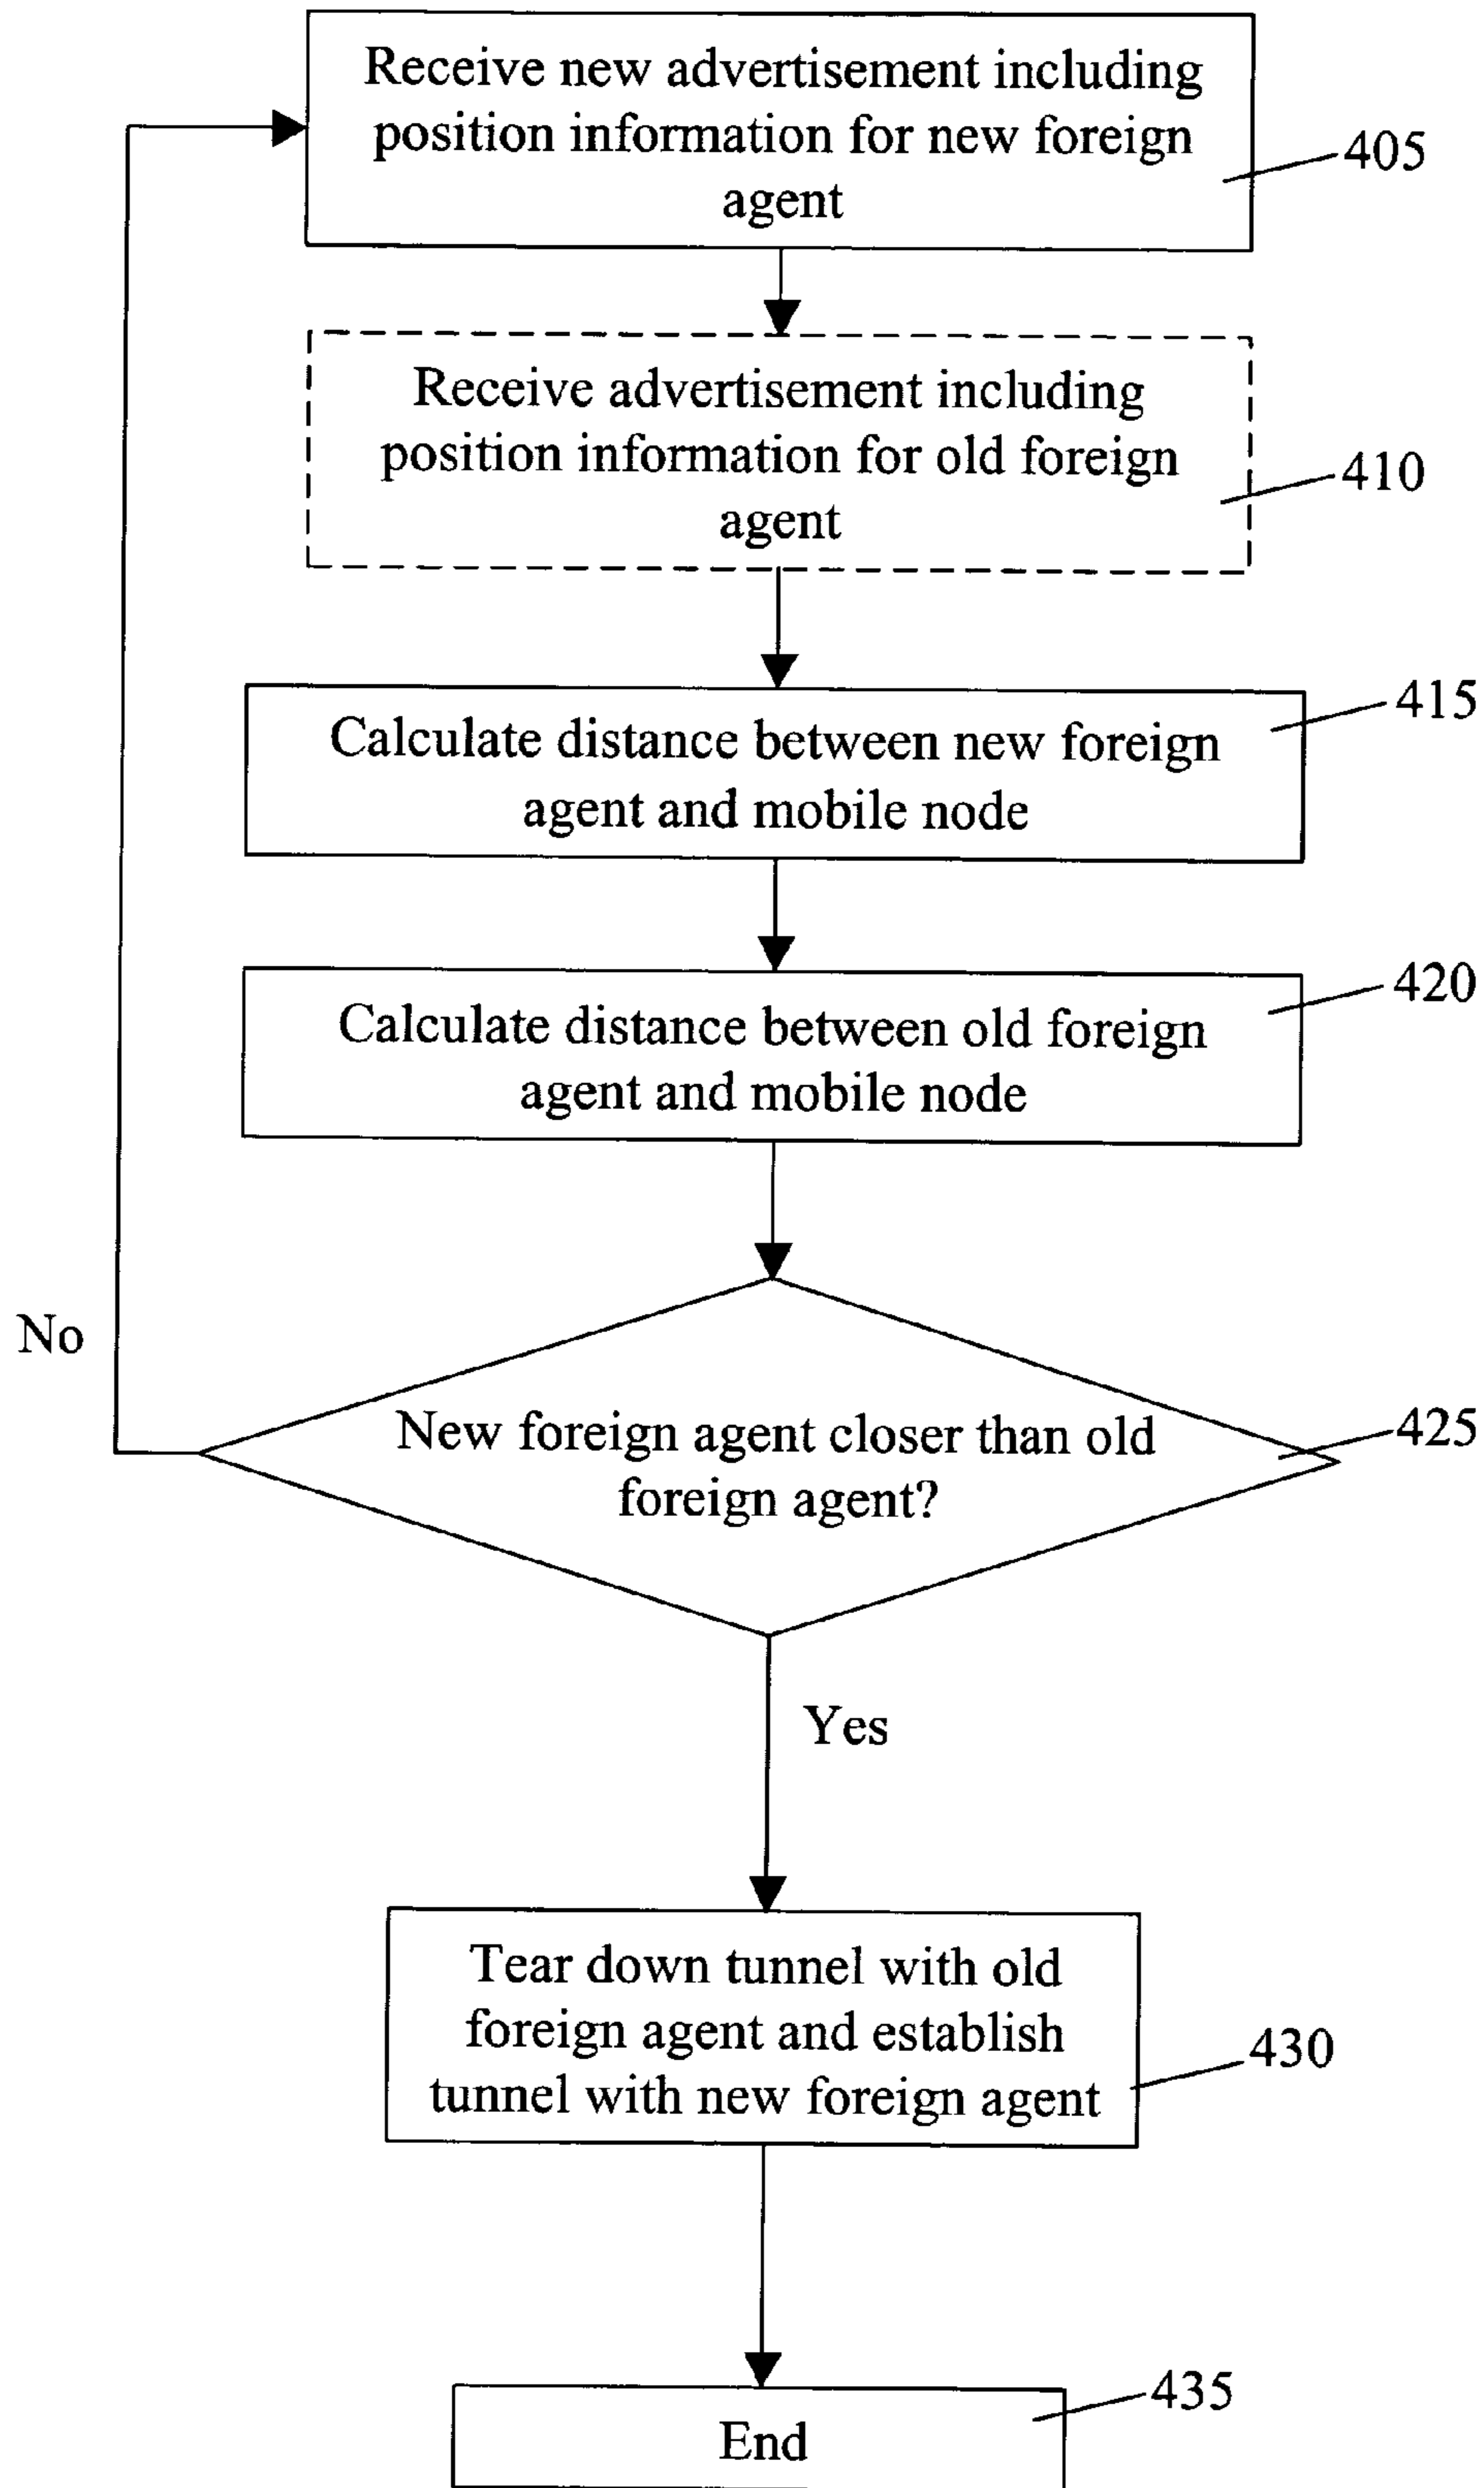 Receive new advertisement including
position information for new foreign
agent
405
Receive advertisement including
position information for old foreign
agent
410
415
Calculate distance between new foreign
agent and mobile node
420
Calculate distance between old foreign
agent and mobile node
No
New foreign agent closer than old
foreign agent?
425
Yes
Tear down tunnel with old
foreign agent and establish
tunnel with new foreign agent
430
435
End